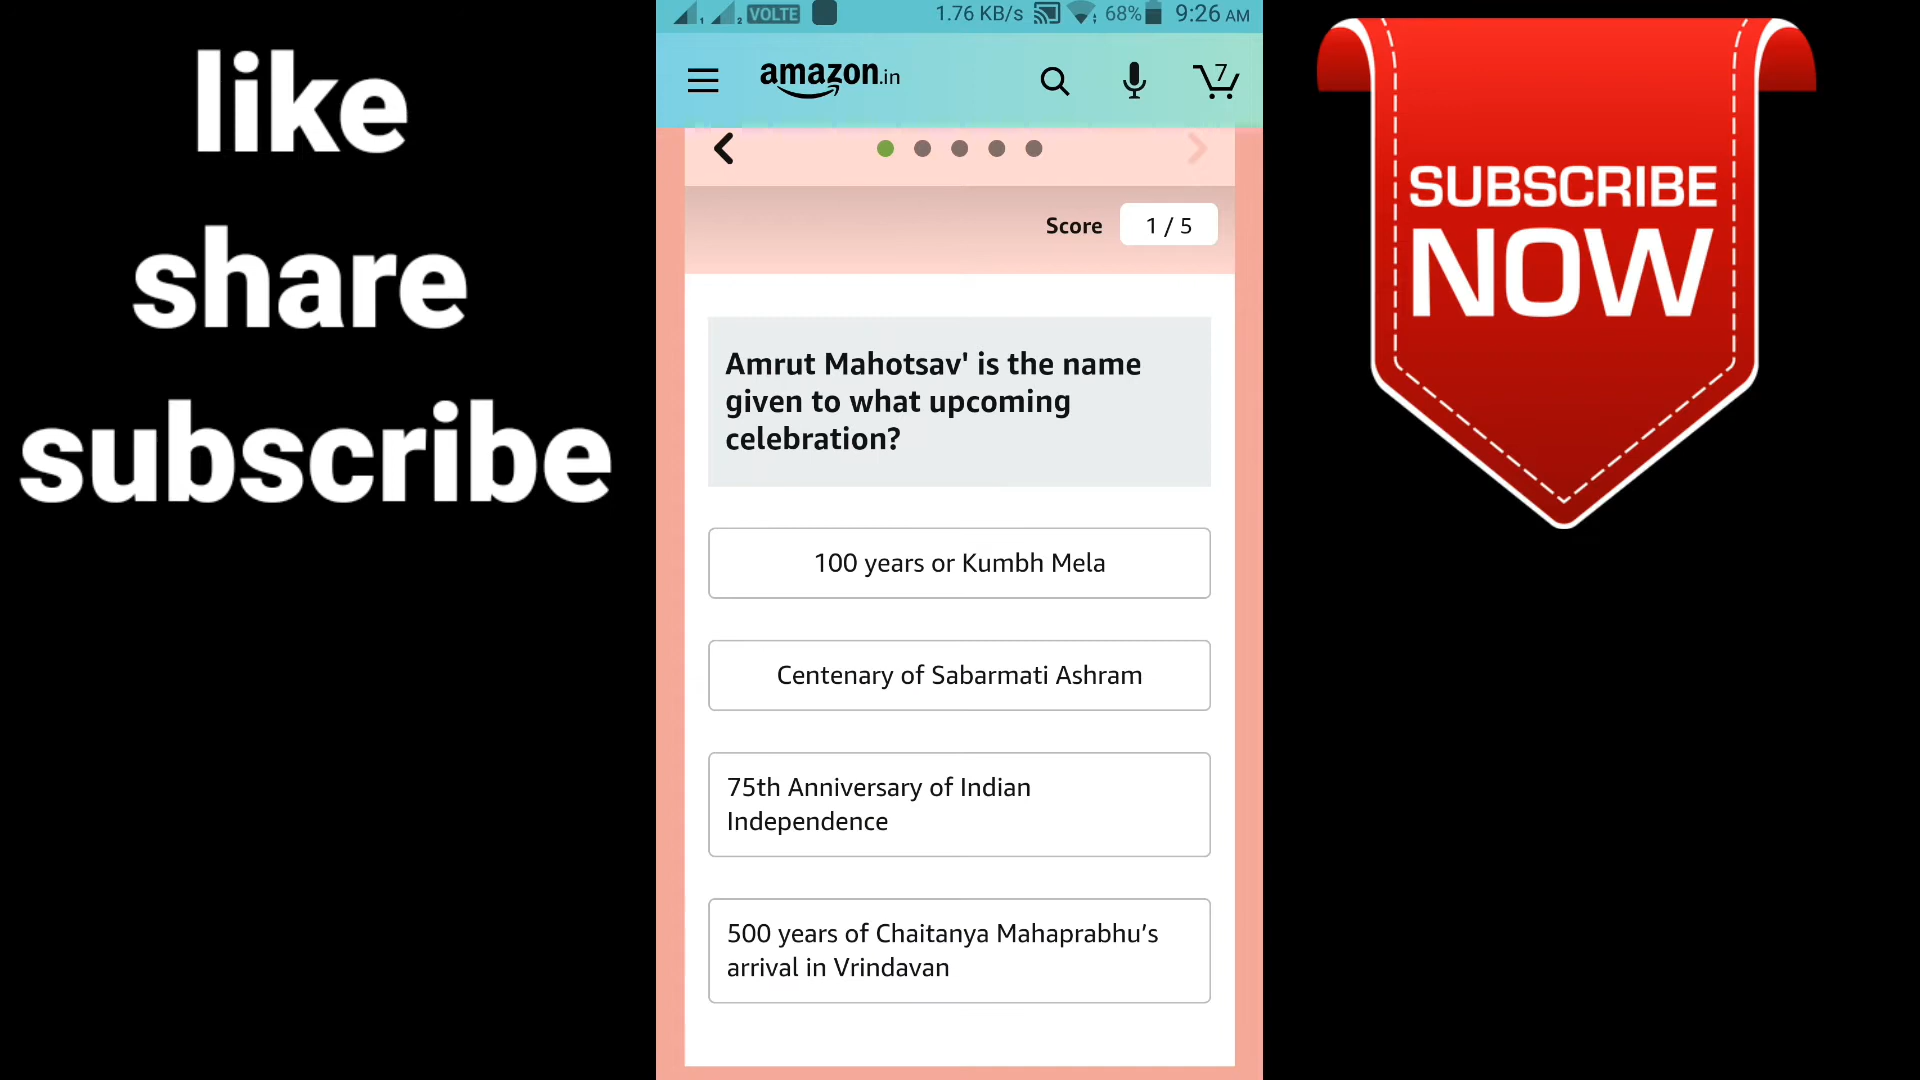 like
share
subscribe
1 2 VOLTE 1.76 KB/s 68% 9:26 AM
amazon.in 7
Score 1 / 5
Amrut Mahotsav' is the name
given to what upcoming
celebration?
100 years or Kumbh Mela
Centenary of Sabarmati Ashram
75th Anniversary of Indian
Independence
500 years of Chaitanya Mahaprabhu’s
arrival in Vrindavan
SUBSCRIBE
NOW